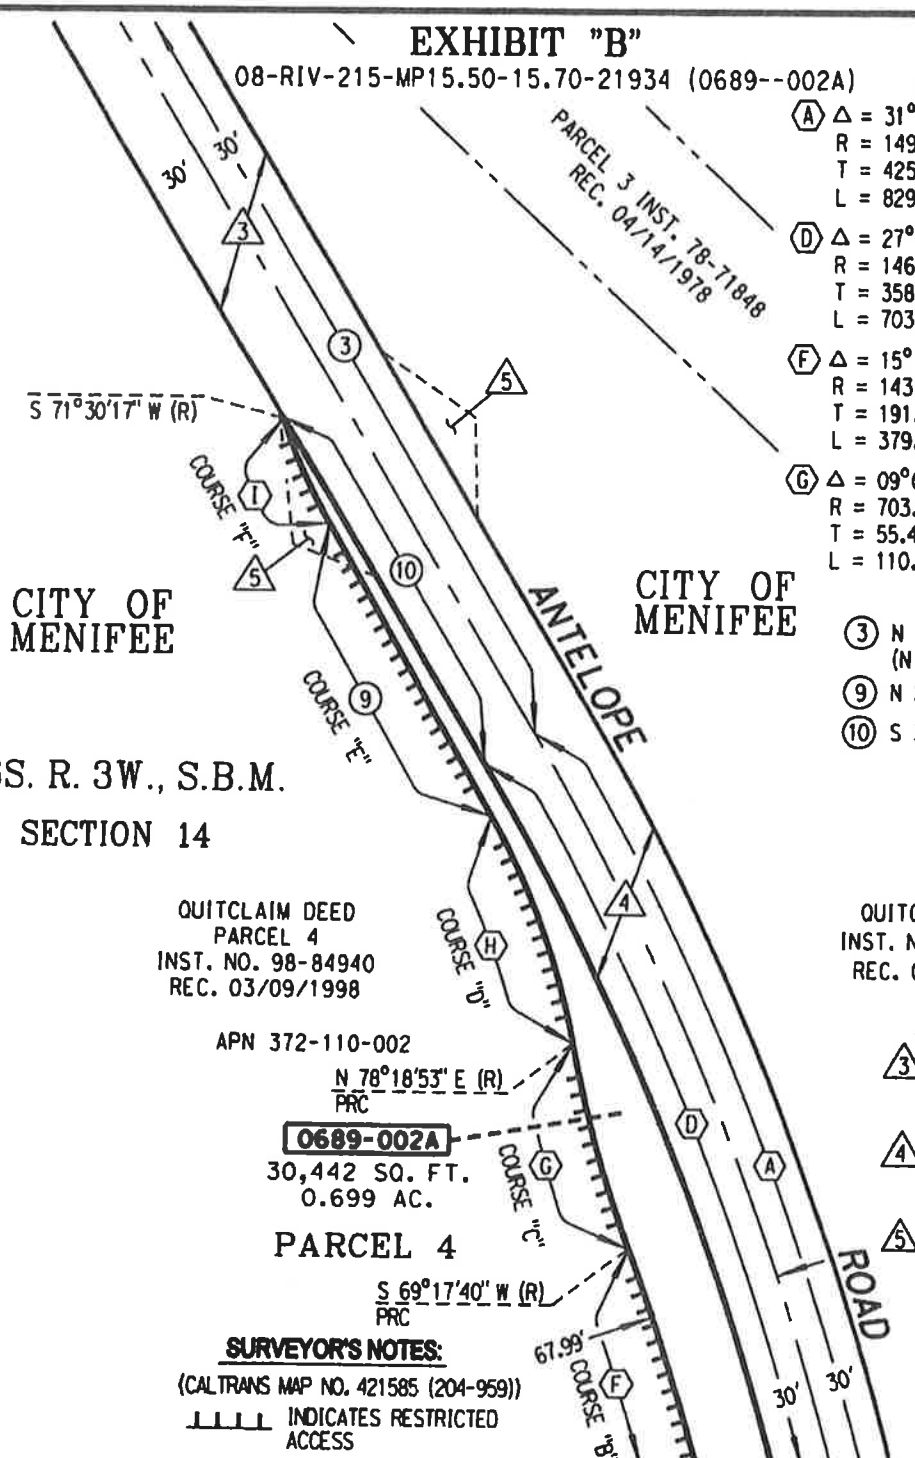 EXHIBIT "B"
08-RIV-215-MP15.50-15.70-21934 (0689--002A)
30'
30'
PARCEL 3 INST. 78-71848
REC. 04/14/1978
A Δ = 31°
R = 149
T = 425
L = 829
D Δ = 27°
R = 146
T = 358
L = 703
F Δ = 15°
R = 143
T = 191.
L = 379.
G Δ = 09°
R = 703.
T = 55.4
L = 110.
3
3
5
S 71°30'17" W (R)
COURSE "F"
I
5
10
CITY OF
MENIFEE
CITY OF
MENIFEE
3 N
(N
9 N
10 S
ANTELOPE
COURSE "E"
9
S. R. 3W., S.B.M.
SECTION 14
QUITCLAIM DEED
PARCEL 4
INST. NO. 98-84940
REC. 03/09/1998
APN 372-110-002
COURSE "D"
H
4
QUITC
INST. N
REC. 0
3
4
5
N 78°18'53" E (R)
PRC
0689-002A
30,442 SQ. FT.
0.699 AC.
PARCEL 4
COURSE "C"
G
D
A
S 69°17'40" W (R)
PRC
ROAD
SURVEYOR'S NOTES:
(CALTRANS MAP NO. 421585 (204-959))
INDICATES RESTRICTED
ACCESS
67.99'
COURSE "B"
F
30'
30'